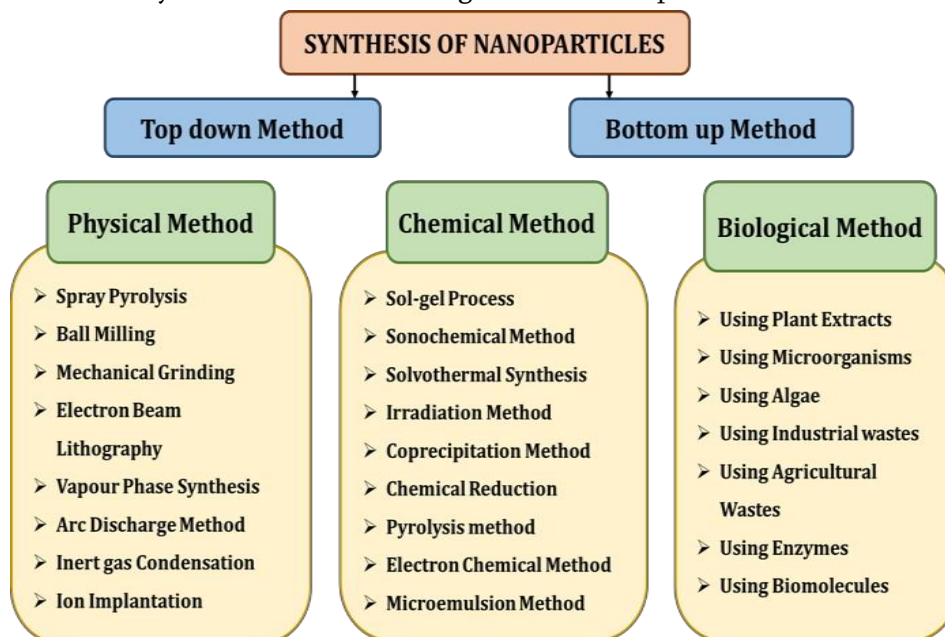 SYNTHESIS OF NANOPARTICLES
Top down Method
Bottom up Method
Physical Method
➢ Spray Pyrolysis
➢ Ball Milling
➢ Mechanical Grinding
➢ Electron Beam
Lithography
➢ Vapour Phase Synthesis
➢ Arc Discharge Method
➢ Inert gas Condensation
➢ Ion Implantation
Chemical Method
➢ Sol-gel Process
➢ Sonochemical Method
➢ Solvothermal Synthesis
➢ Irradiation Method
➢ Coprecipitation Method
➢ Chemical Reduction
➢ Pyrolysis method
➢ Electron Chemical Method
➢ Microemulsion Method
Biological Method
➢ Using Plant Extracts
➢ Using Microorganisms
➢ Using Algae
➢ Using Industrial wastes
➢ Using Agricultural
Wastes
➢ Using Enzymes
➢ Using Biomolecules